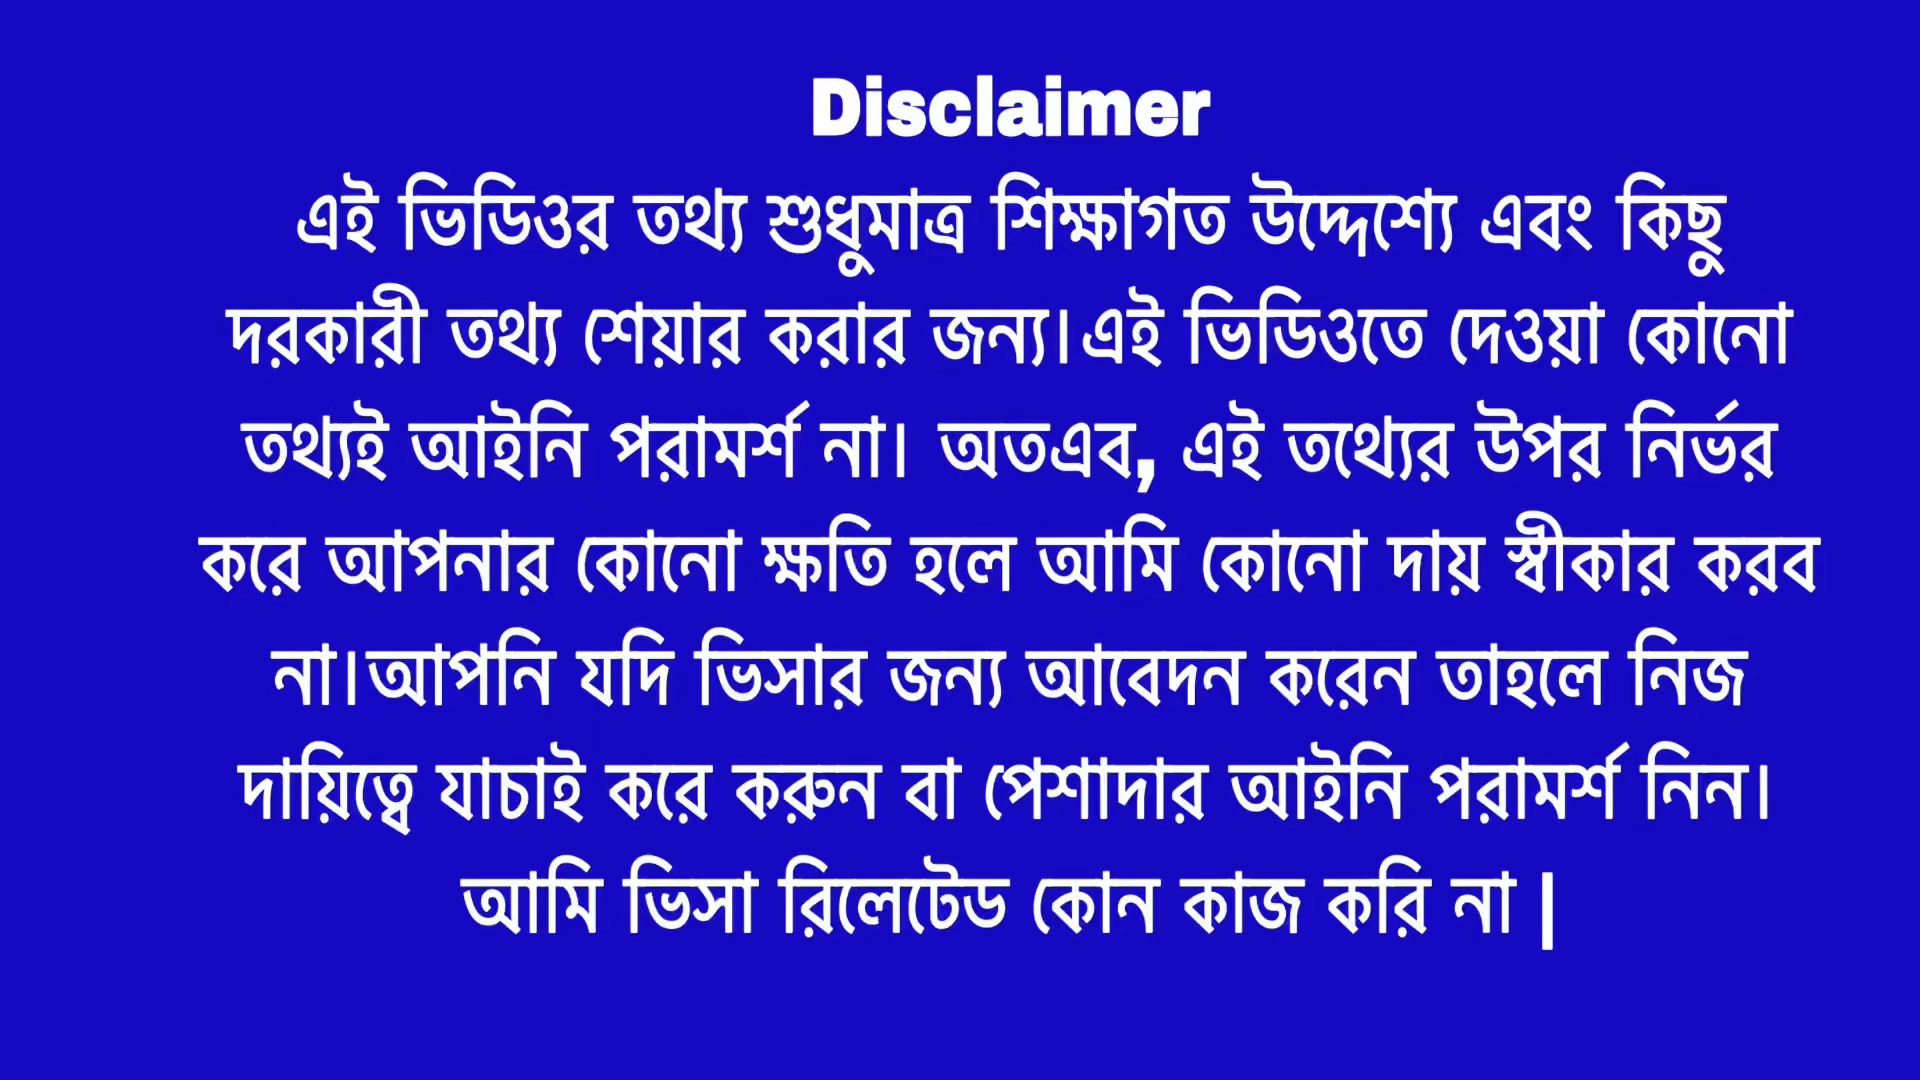 Disclaimer
এই ভিডিওর তথ্য শুধুমাত্র শিক্ষাগত উদ্দেশ্যে এবং কিছু
দরকারী তথ্য শেয়ার করার জন্য।এই ভিডিওতে দেওয়া কোনো
তথ্যই আইনি পরামর্শ না। অতএব, এই তথ্যের উপর নির্ভর
করে আপনার কোনো ক্ষতি হলে আমি কোনো দায় স্বীকার করব
না।আপনি যদি ভিসার জন্য আবেদন করেন তাহলে নিজ
দায়িত্বে যাচাই করে করুন বা পেশাদার আইনি পরামর্শ নিন।
আমি ভিসা রিলেটেড কোন কাজ করি না |